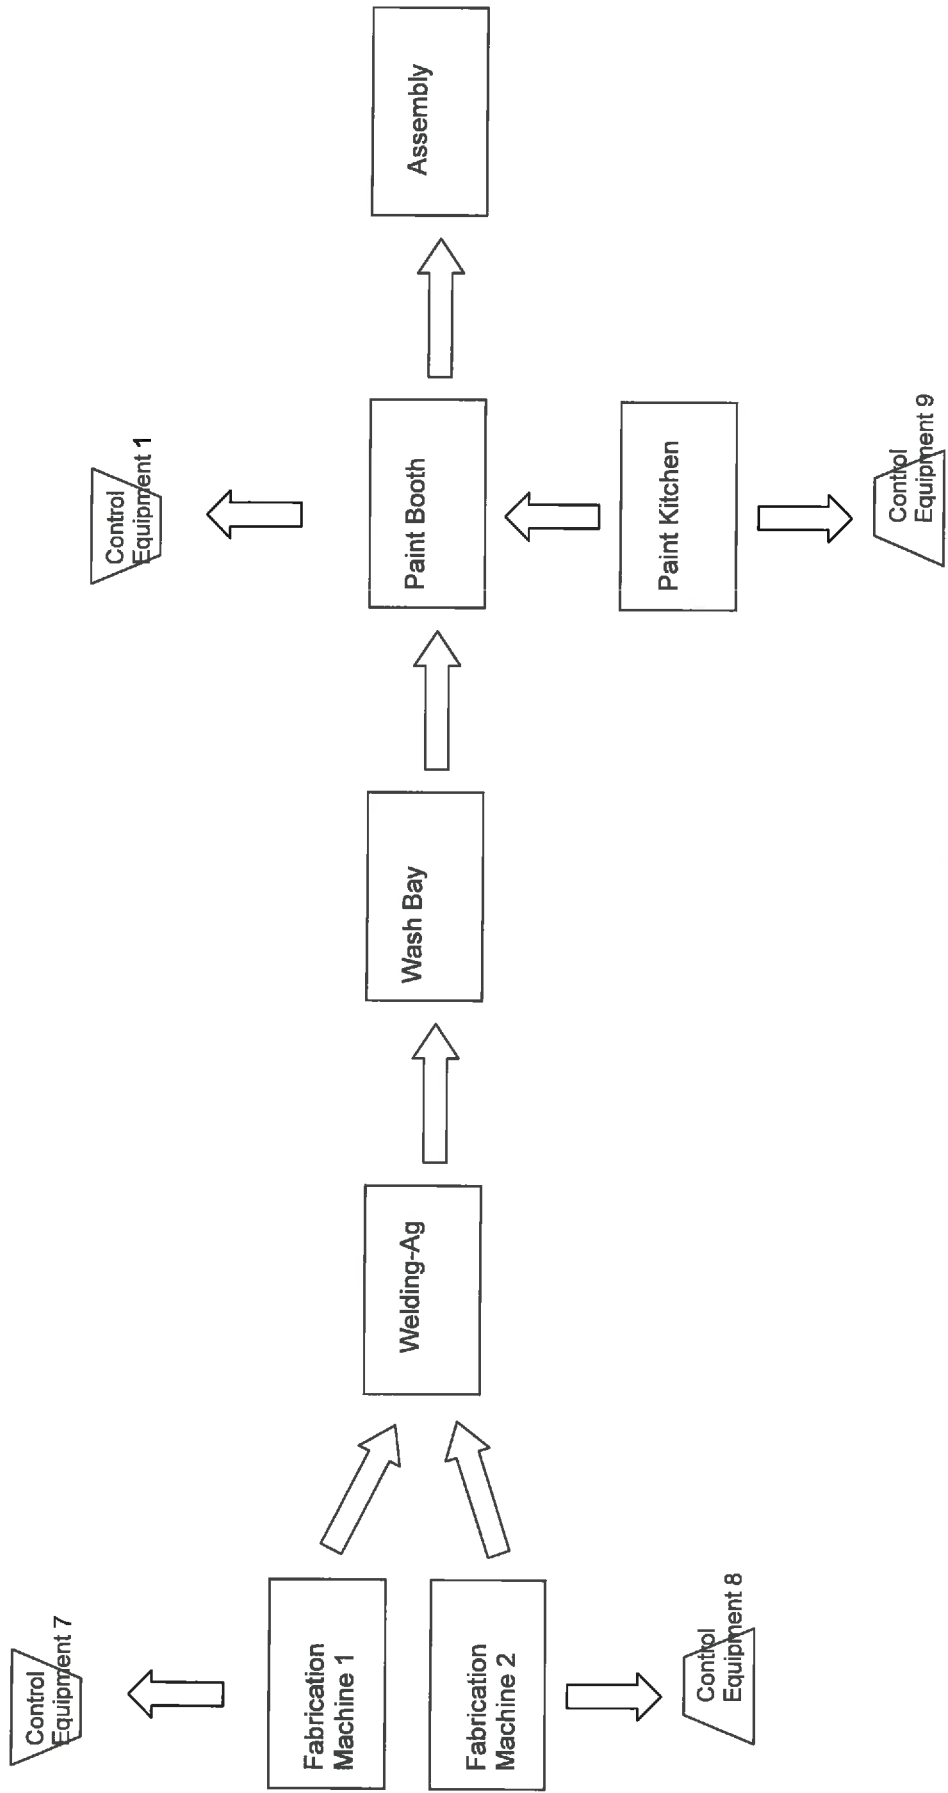 Control
Equipment 7
Fabrication
Machine 1
Fabrication
Machine 2
Control
Equipment 8
Welding-Ag
Wash Bay
Control
Equipment 1
Paint Booth
Paint Kitchen
Control
Equipment 9
Assembly